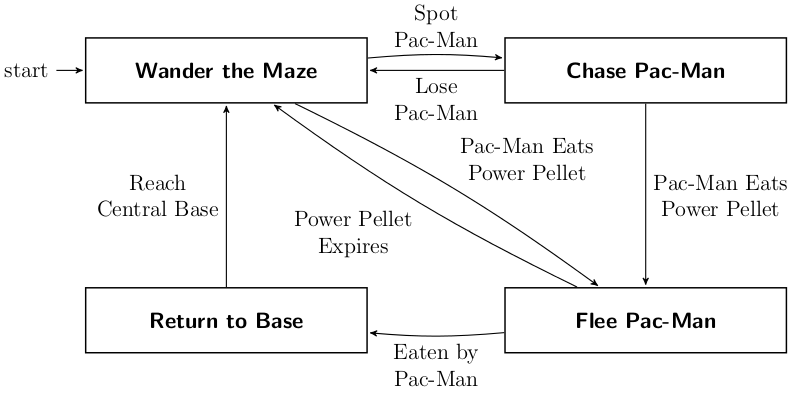 Spot
Pac-Man
start
Wander the Maze
Chase Pac-Man
Lose
Pac-Man
Pac-Man Eats
Power Pellet
Reach
Central Base
Pac-Man Eats
Power Pellet
Power Pellet
Expires
Return to Base
Flee Pac-Man
Eaten by
Pac-Man